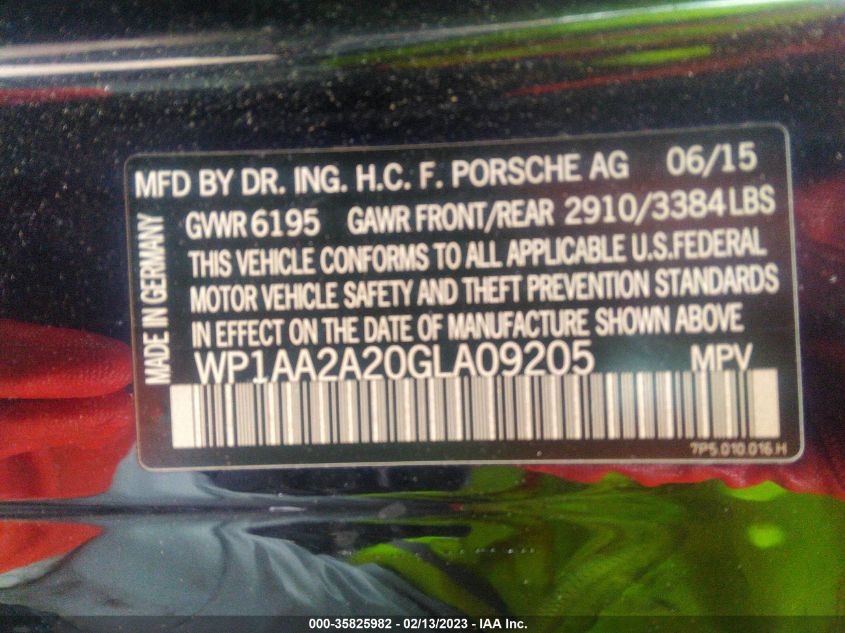 MFD BY DR. ING. H.C. F. PORSCHE AG 06/15
GVWR 6195 GAWR FRONT/REAR 2910/3384 LBS
THIS VEHICLE CONFORMS TO ALL APPLICABLE U.S.FEDERAL
MOTOR VEHICLE SAFETY AND THEFT PREVENTION STANDARDS
IN EFFECT ON THE DATE OF MANUFACTURE SHOWN ABOVE
WP1AA2A20GLA09205 MPV
MADE IN GERMANY
7P5.010.016.H
000-35825982 - 02/13/2023 - IAA Inc.